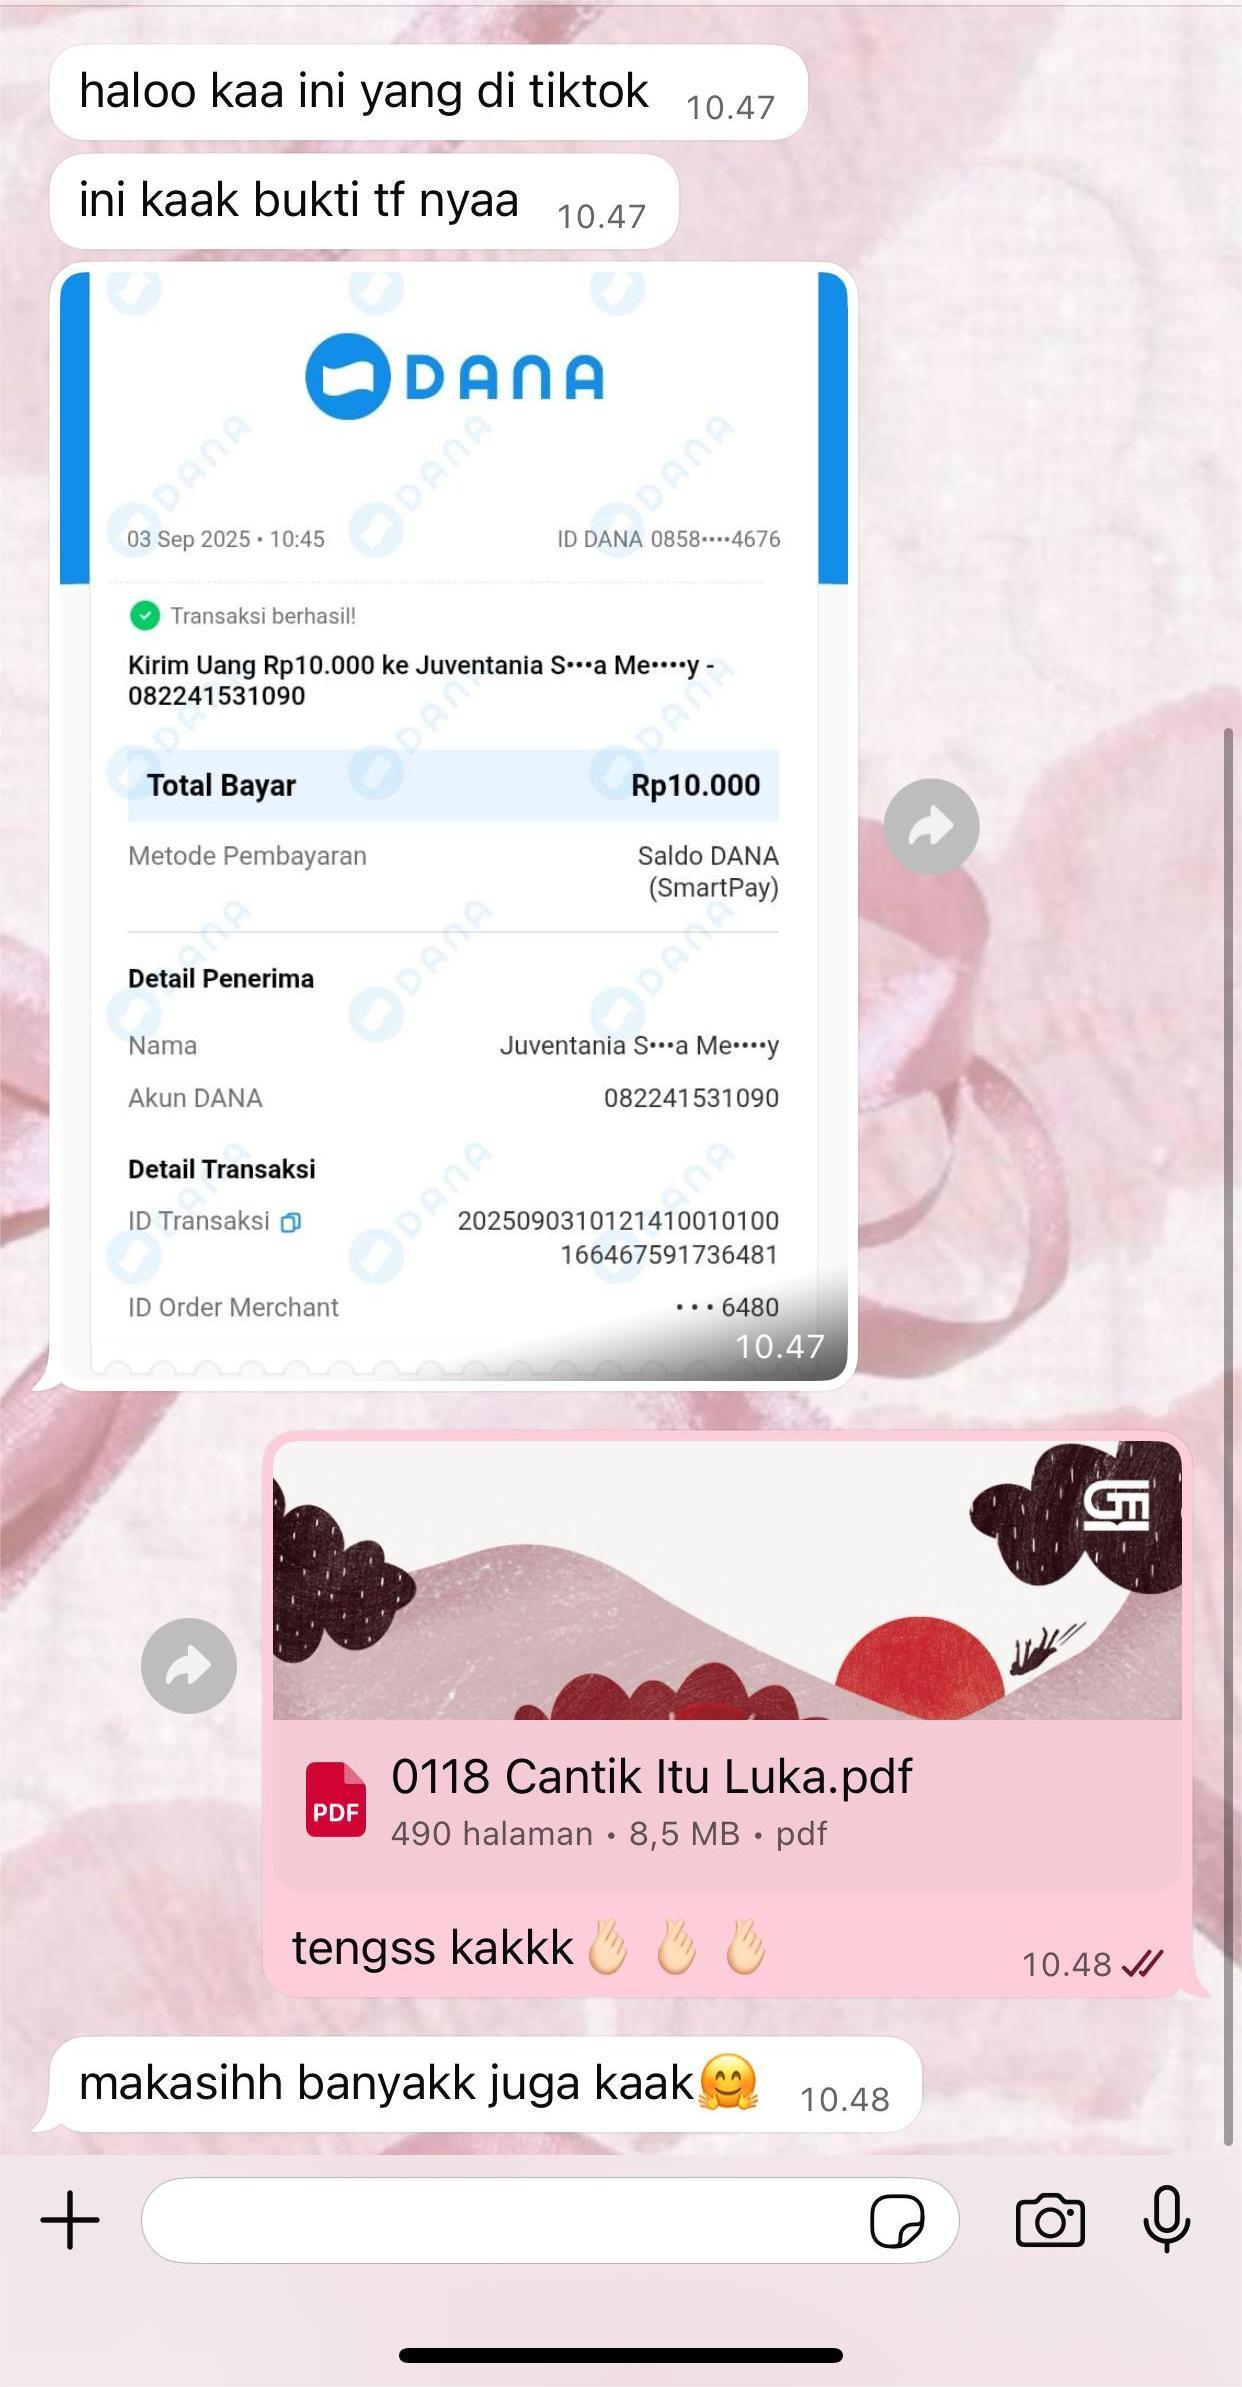 haloo kaa ini yang di tiktok 10.47
ini kaak bukti tf nyaa 10.47
DANA
03 Sep 2025 • 10:45 ID DANA 0858••••4676
Transaksi berhasil!
Kirim Uang Rp10.000 ke Juventania S•••a Me••••y -
082241531090
Total Bayar Rp10.000
Metode Pembayaran Saldo DANA
(SmartPay)
Detail Penerima
Nama Juventania S•••a Me••••y
Akun DANA 082241531090
Detail Transaksi
ID Transaksi 2025090310121410010100
166467591736481
ID Order Merchant • • • 6480
10.47
GM
PDF
0118 Cantik Itu Luka.pdf
490 halaman • 8,5 MB • pdf
tengss kakkk🫰🏻🫰🏻🫰🏻 10.48
makasihh banyakk juga kaak🤗 10.48